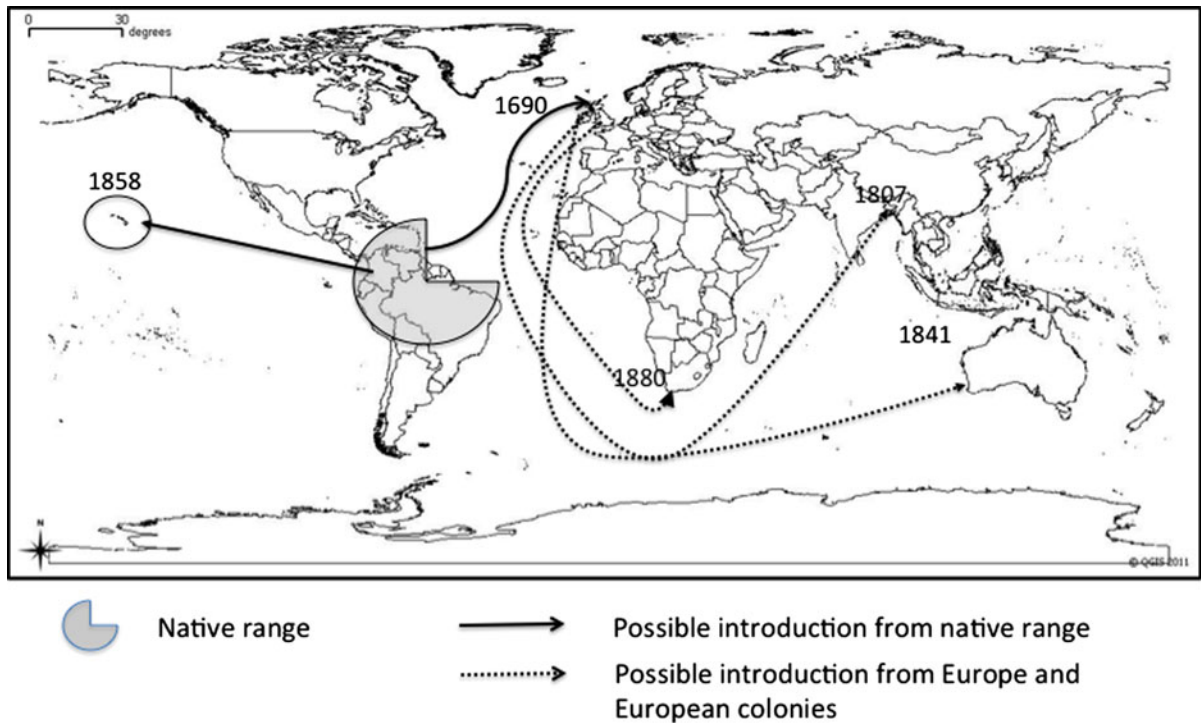 0 30
degrees
1690
1858
1807
1841
1880
N
© QGIS 2011
Native range
Possible introduction from native range
Possible introduction from Europe and
European colonies